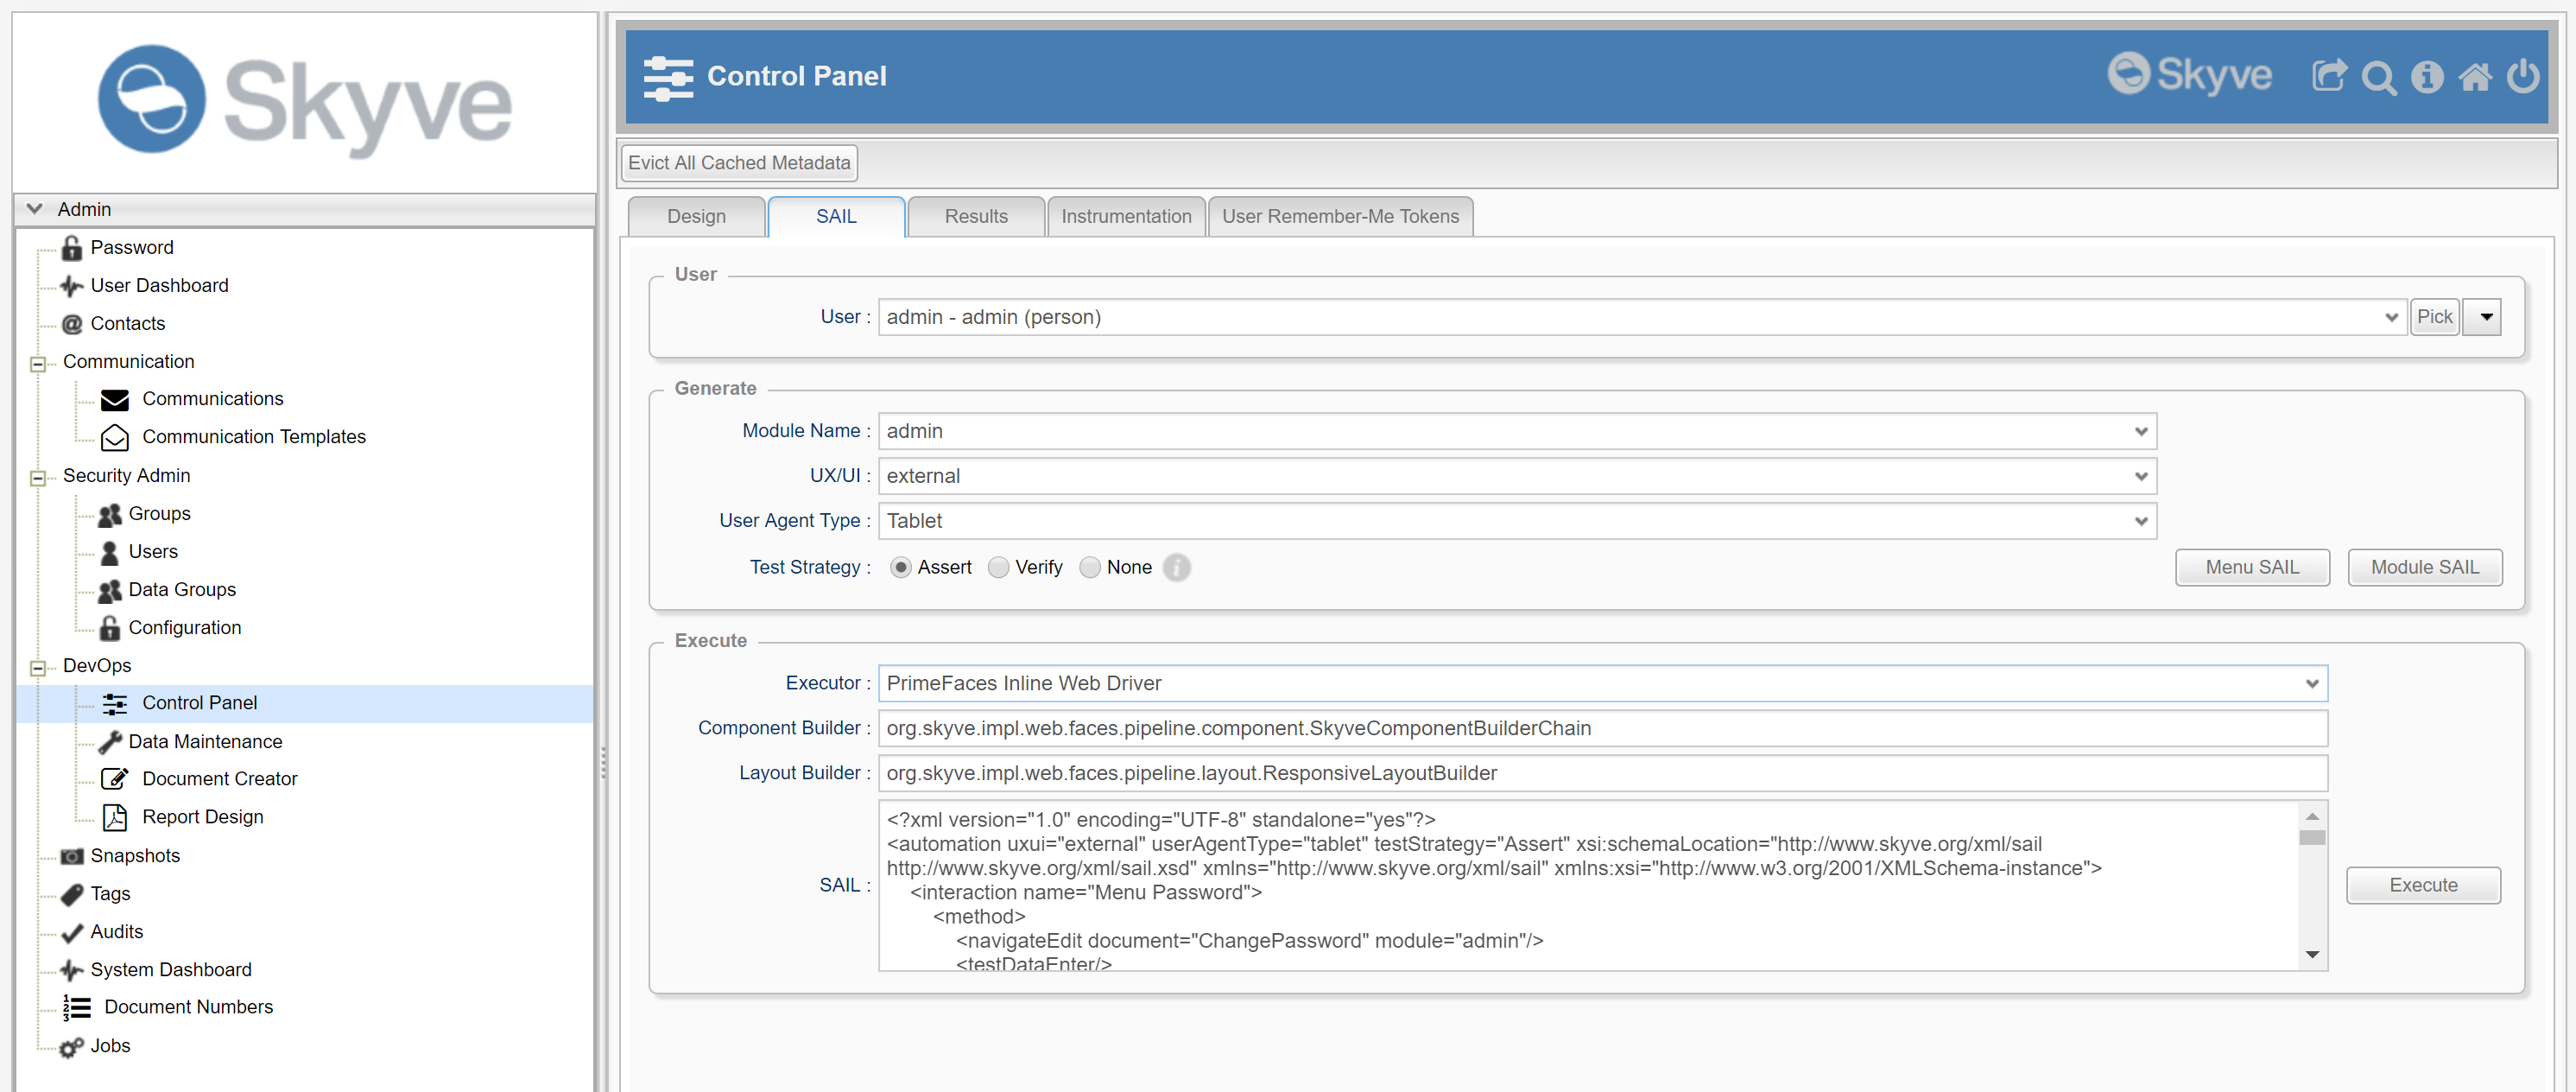 Skyve
Admin
Password
User Dashboard
Contacts
Communication
Communications
Communication Templates
Security Admin
Groups
Users
Data Groups
Configuration
DevOps
Control Panel
Data Maintenance
Document Creator
Report Design
Snapshots
Tags
Audits
System Dashboard
Document Numbers
Jobs
Control Panel
Skyve
Evict All Cached Metadata
Design SAIL Results Instrumentation User Remember-Me Tokens
User
User : admin - admin (person) Pick
Generate
Module Name : admin
UX/UI : external
User Agent Type : Tablet
Test Strategy : Assert Verify None Menu SAIL Module SAIL
Execute
Executor : PrimeFaces Inline Web Driver
Component Builder : org.skyve.impl.web.faces.pipeline.component.SkyveComponentBuilderChain
Layout Builder : org.skyve.impl.web.faces.pipeline.layout.ResponsiveLayoutBuilder
SAIL :
<?xml version="1.0" encoding="UTF-8" standalone="yes"?>
<automation uxui="external" userAgentType="tablet" testStrategy="Assert" xsi:schemaLocation="http://www.skyve.org/xml/sail
http://www.skyve.org/xml/sail.xsd" xmlns="http://www.skyve.org/xml/sail" xmlns:xsi="http://www.w3.org/2001/XMLSchema-instance">
<interaction name="Menu Password">
<method>
<navigateEdit document="ChangePassword" module="admin"/>
<testDataEnter/>
Execute